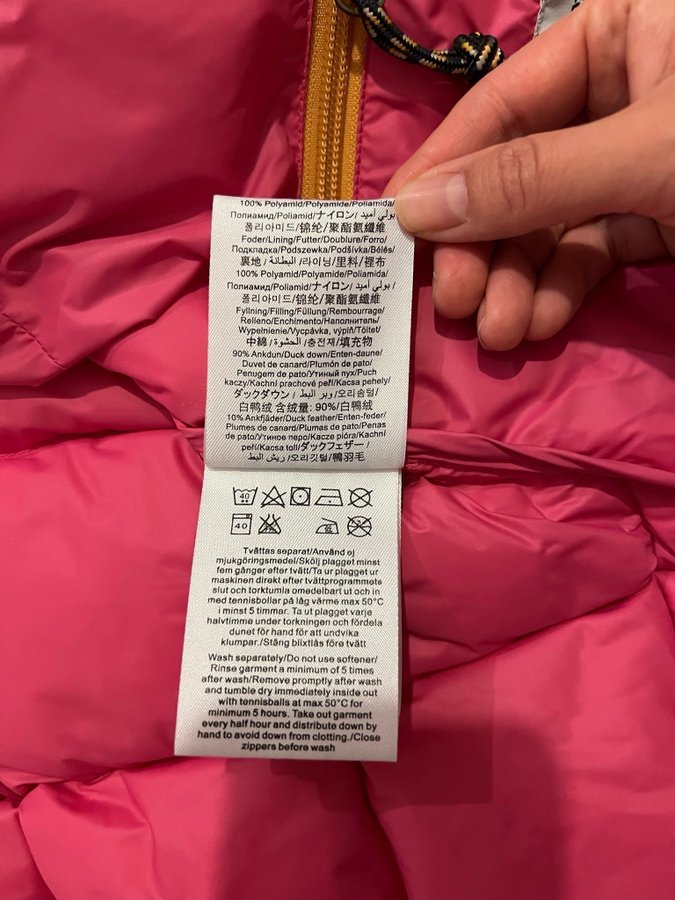 100% Polyamid/Polyamide/Poliamida/
Полиамид/Poliamid/ナイロン/بولي أميد/
폴리아미드/锦纶/聚酯氨纖維
Foder/Lining/Futter/Doublure/Forro/
Подкладка/Podszewka/Podšívka/Bélés/
裏地/البطانة/라이닝/里料/裡布
100% Polyamid/Polyamide/Poliamida/
Полиамид/Poliamid/ナイロン/بولي أميد/
폴리아미드/锦纶/聚酯氨纖維
Fyllning/Filling/Füllung/Rembourrage/
Relleno/Enchimento/Наполнитель/
Wypełnienie/Vycpávka, výplň/Töltet/
中綿/الحشوة/충전재/填充物
90% Ankdun/Duck down/Enten-daune/
Duvet de canard/Plumón de pato/
Penugem de pato/Утиный пух/Puch
kaczy/Kachní prachové peří/Kacsa pehely/
ダックダウン/وبر البط/오리솜털/
白鸭绒 含绒量: 90%/白鴨絨
10% Ankfjäder/Duck feather/Enten-feder/
Plumes de canard/Plumas de pato/Penas
de pato/Утиное перо/Kacze pióra/Kachní
peří/Kacsa toll/ダックフェザー
ريش البط/오리깃털/鴨羽毛
40
40
Tvättas separat/Använd ej
mjukgöringsmedel/Skölj plagget minst
fem gånger efter tvätt/Ta ur plagget ur
maskinen direkt efter tvättprogrammets
slut och torktumla omedelbart ut och in
med tennisbollar på låg värme max 50°C
i minst 5 timmar. Ta ut plagget varje
halvtimme under torkningen och fördela
dunet för hand för att undvika
klumpar./Stäng blixtlås före tvätt
Wash separately/Do not use softener/
Rinse garment a minimum of 5 times
after wash/Remove promptly after wash
and tumble dry immediately inside out
with tennisballs at max 50°C for
minimum 5 hours. Take out garment
every half hour and distribute down by
hand to avoid down from clotting./Close
zippers before wash